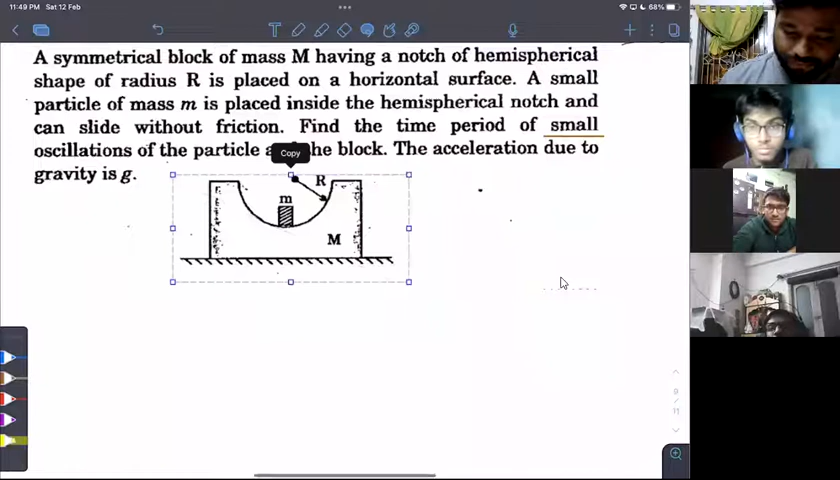 11:49 PM Sat 12 Feb
68%
A symmetrical block of mass M having a notch of hemispherical
shape of radius R is placed on a horizontal surface. A small
particle of mass m is placed inside the hemispherical notch and
can slide without friction. Find the time period of small
oscillations of the particle a he block. The acceleration due to
gravity is g.
Copy
R
m
M
9
/
11